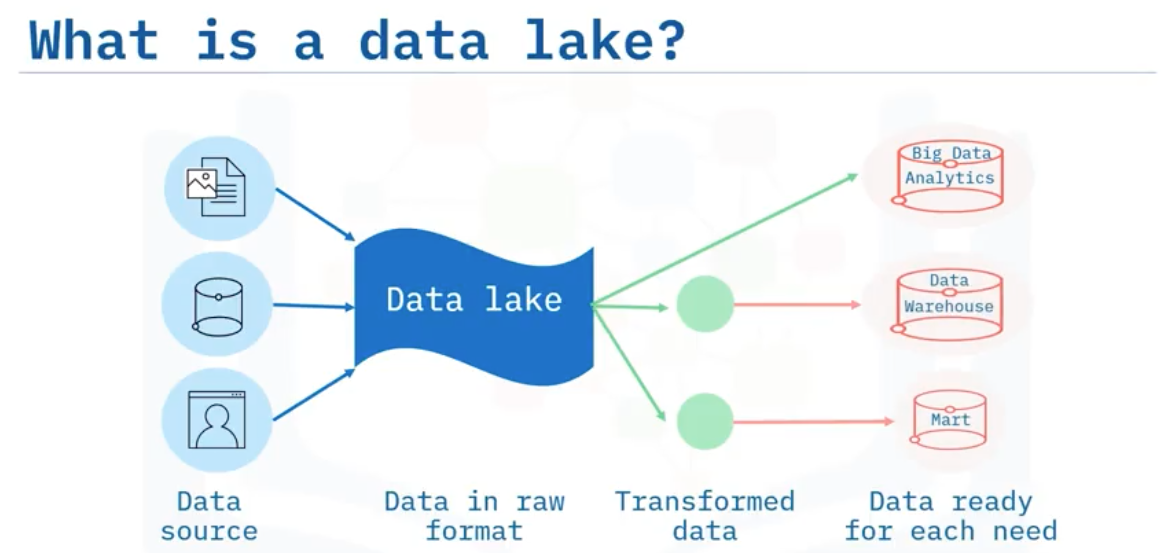 What is a data lake?
Big Data
Analytics
Data lake
Data
Warehouse
Mart
Data
source
Data in raw
format
Transformed
data
Data ready
for each need